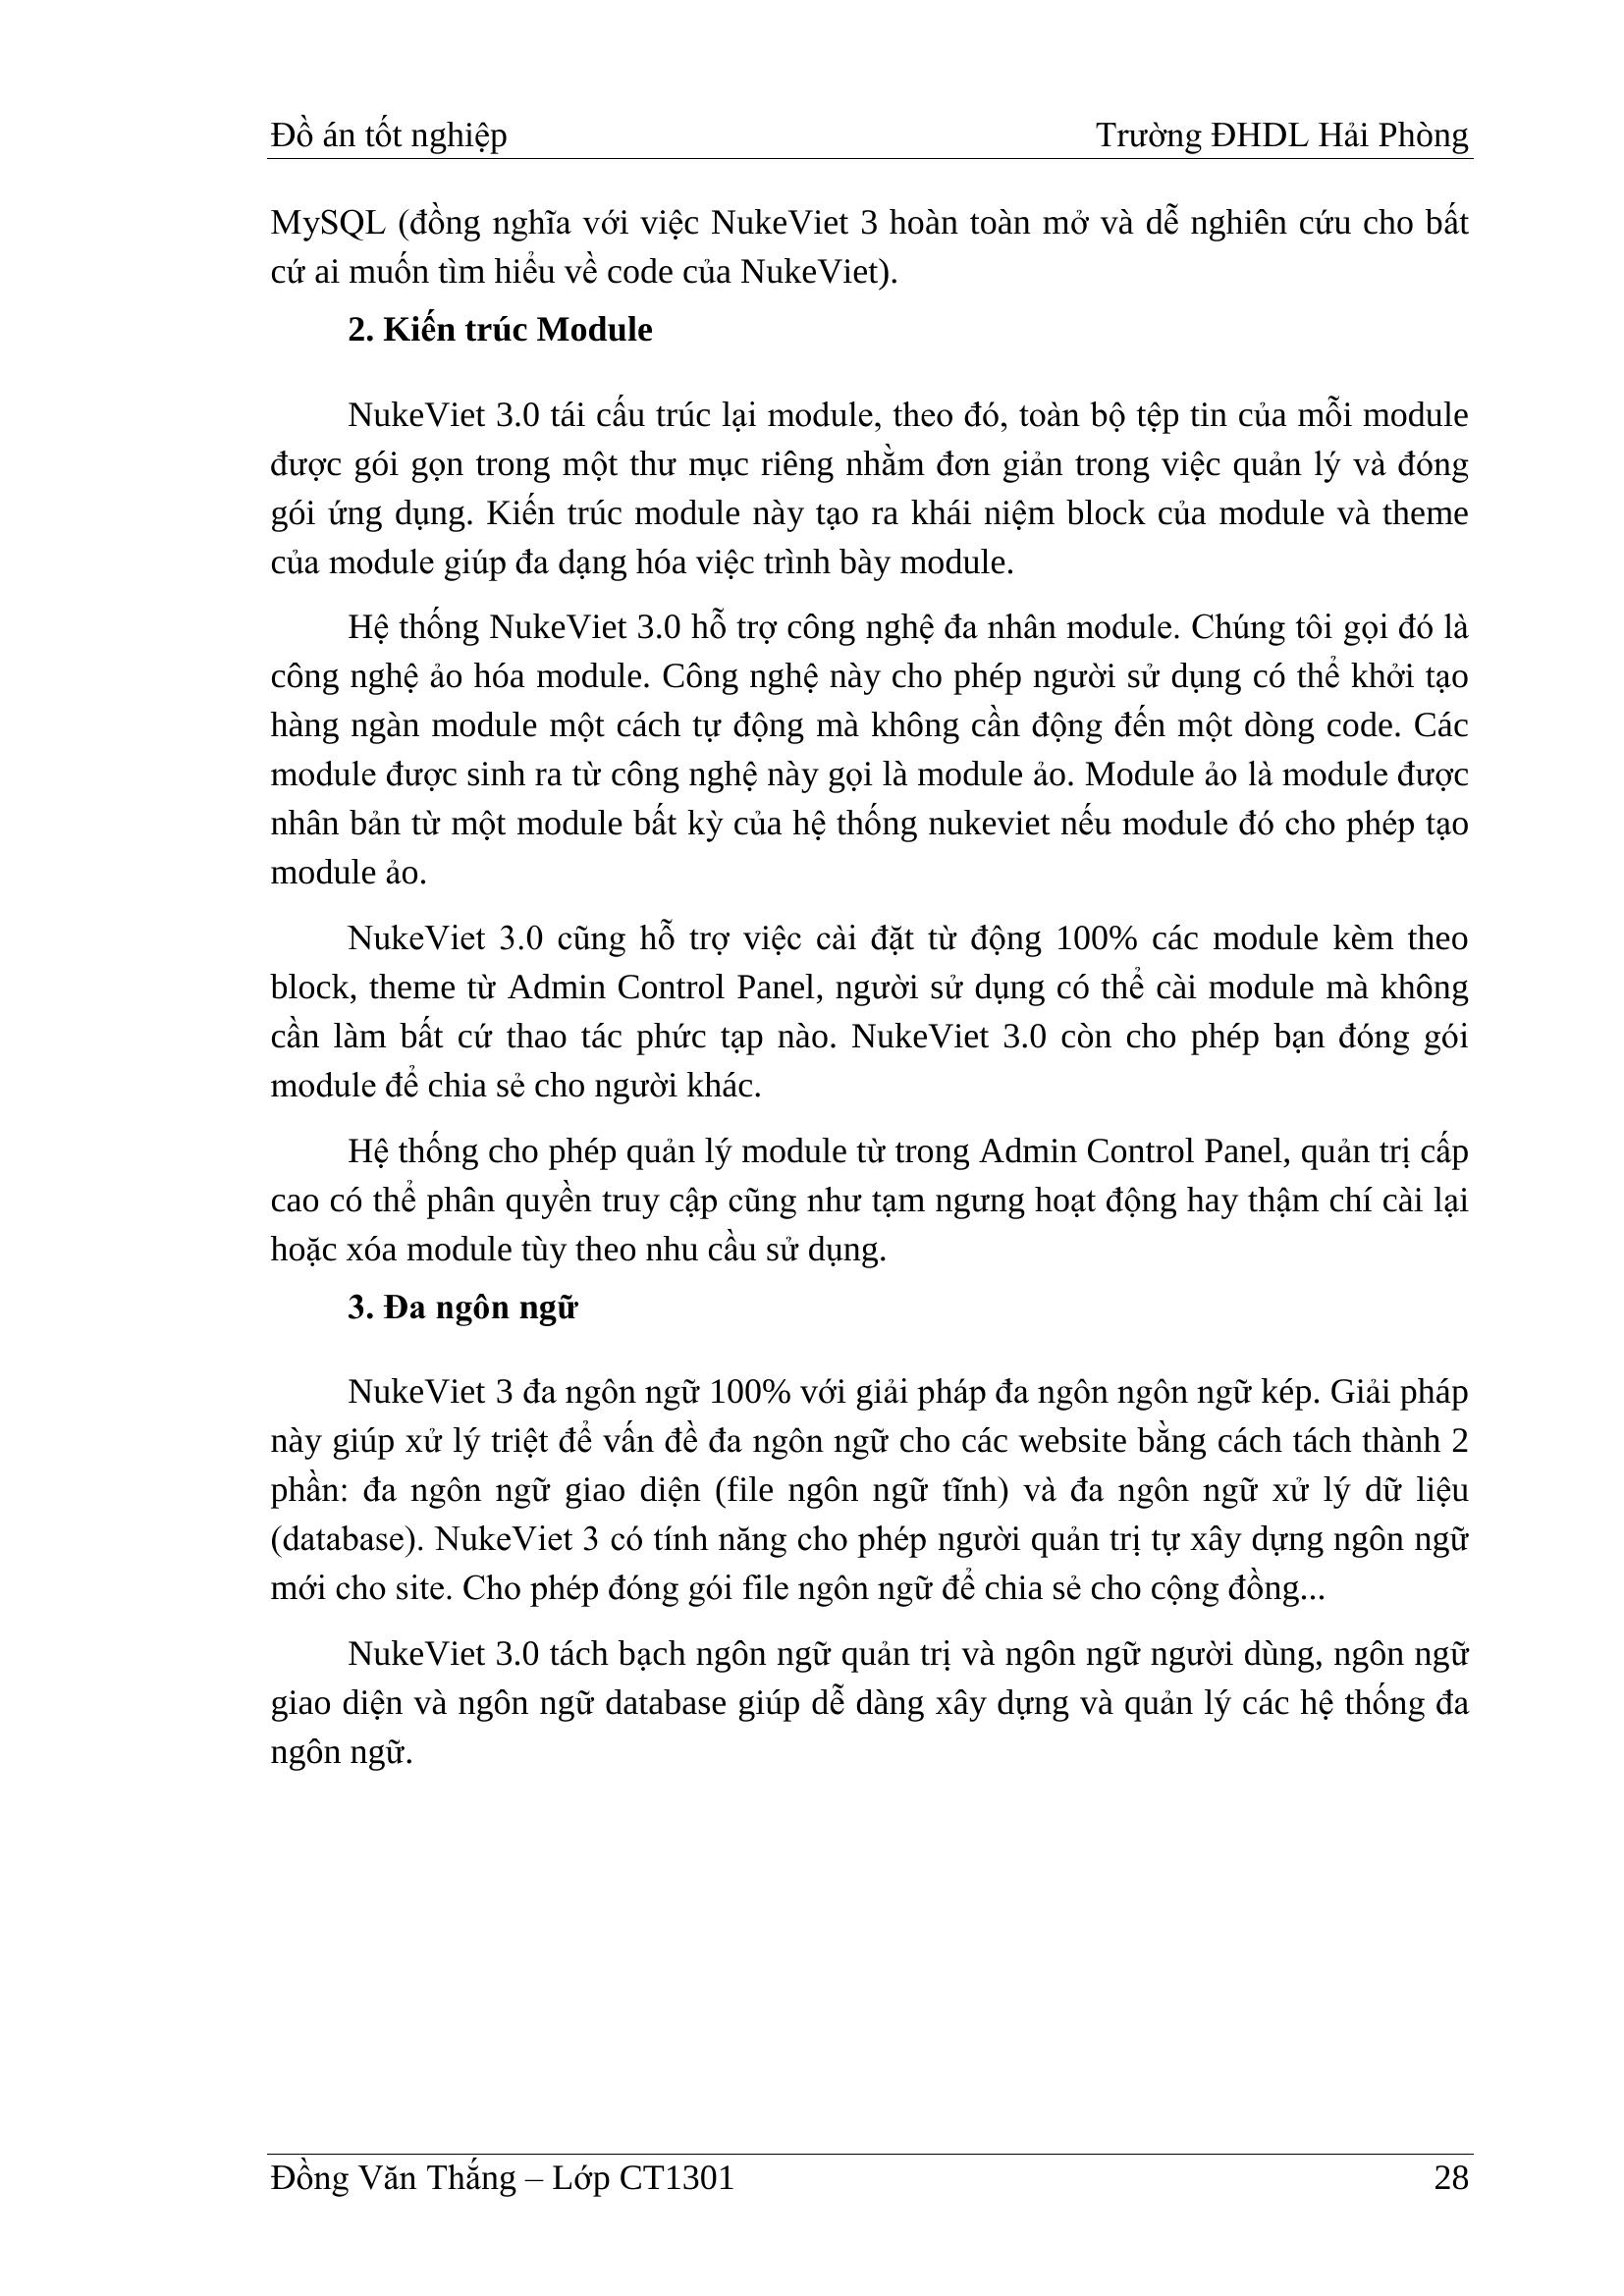 Đồ án tốt nghiệp Trường ĐHDL Hải Phòng
MySQL (đồng nghĩa với việc NukeViet 3 hoàn toàn mở và dễ nghiên cứu cho bất
cứ ai muốn tìm hiểu về code của NukeViet).
2. Kiến trúc Module
NukeViet 3.0 tái cấu trúc lại module, theo đó, toàn bộ tệp tin của mỗi module
được gói gọn trong một thư mục riêng nhằm đơn giản trong việc quản lý và đóng
gói ứng dụng. Kiến trúc module này tạo ra khái niệm block của module và theme
của module giúp đa dạng hóa việc trình bày module.
Hệ thống NukeViet 3.0 hỗ trợ công nghệ đa nhân module. Chúng tôi gọi đó là
công nghệ ảo hóa module. Công nghệ này cho phép người sử dụng có thể khởi tạo
hàng ngàn module một cách tự động mà không cần động đến một dòng code. Các
module được sinh ra từ công nghệ này gọi là module ảo. Module ảo là module được
nhân bản từ một module bất kỳ của hệ thống nukeviet nếu module đó cho phép tạo
module ảo.
NukeViet 3.0 cũng hỗ trợ việc cài đặt từ động 100% các module kèm theo
block, theme từ Admin Control Panel, người sử dụng có thể cài module mà không
cần làm bất cứ thao tác phức tạp nào. NukeViet 3.0 còn cho phép bạn đóng gói
module để chia sẻ cho người khác.
Hệ thống cho phép quản lý module từ trong Admin Control Panel, quản trị cấp
cao có thể phân quyền truy cập cũng như tạm ngưng hoạt động hay thậm chí cài lại
hoặc xóa module tùy theo nhu cầu sử dụng.
3. Đa ngôn ngữ
NukeViet 3 đa ngôn ngữ 100% với giải pháp đa ngôn ngôn ngữ kép. Giải pháp
này giúp xử lý triệt để vấn đề đa ngôn ngữ cho các website bằng cách tách thành 2
phần: đa ngôn ngữ giao diện (file ngôn ngữ tĩnh) và đa ngôn ngữ xử lý dữ liệu
(database). NukeViet 3 có tính năng cho phép người quản trị tự xây dựng ngôn ngữ
mới cho site. Cho phép đóng gói file ngôn ngữ để chia sẻ cho cộng đồng...
NukeViet 3.0 tách bạch ngôn ngữ quản trị và ngôn ngữ người dùng, ngôn ngữ
giao diện và ngôn ngữ database giúp dễ dàng xây dựng và quản lý các hệ thống đa
ngôn ngữ.
Đồng Văn Thắng – Lớp CT1301 28